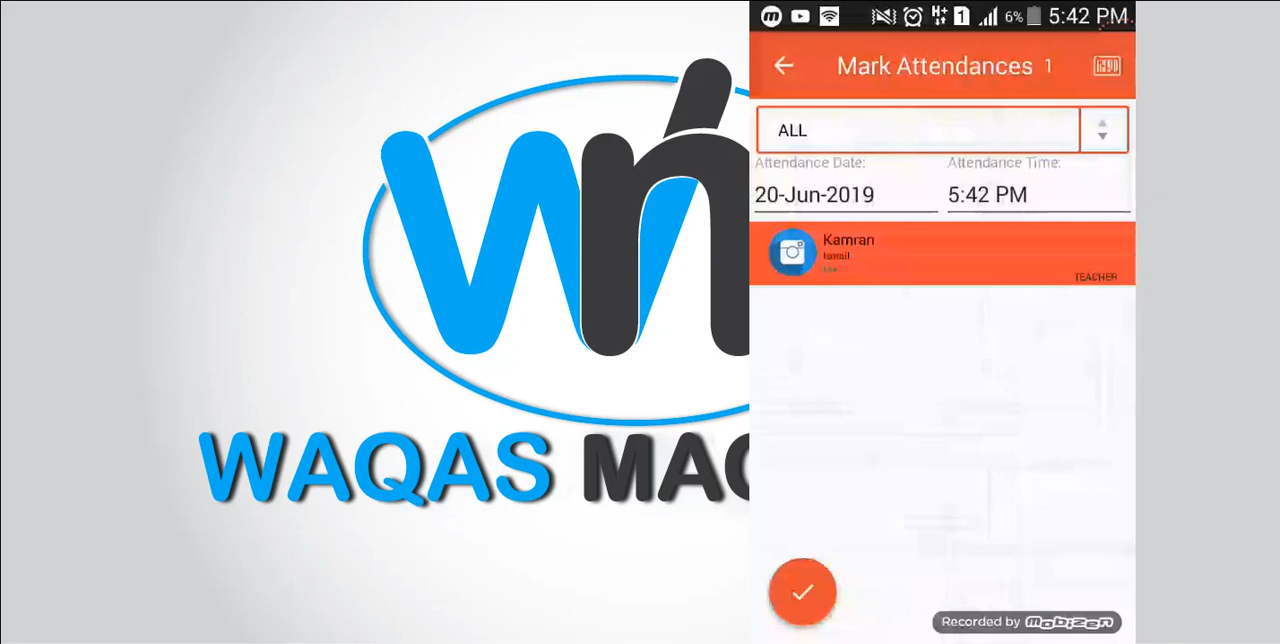 WAQAS MAC
H+ 1 6% 5:42 PM
Mark Attendances 1
ALL
Attendance Date: Attendance Time:
20-Jun-2019 5:42 PM
Kamran
Ismail
TEACHER
Recorded by mobizen